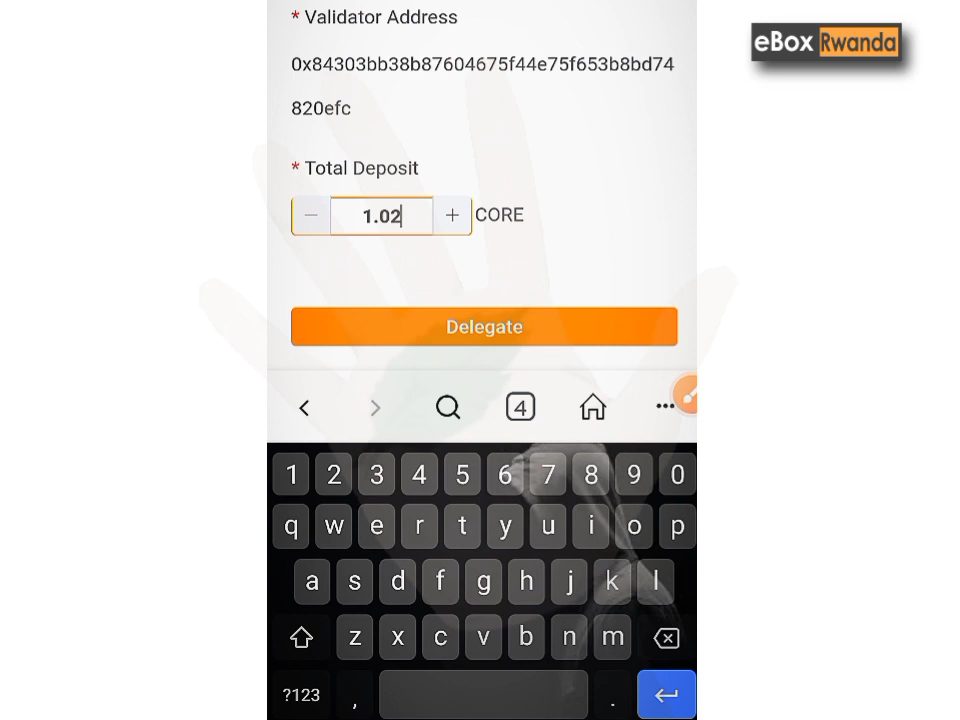 * Validator Address
eBox Rwanda
0x84303bb38b87604675f44e75f653b8bd74
820efc
* Total Deposit
− 1.02 + CORE
Delegate
4
1 2 3 4 5 6 7 8 9 0
q w e r t y u i o p
a s d f g h j k l
z x c v b n m
?123 , .